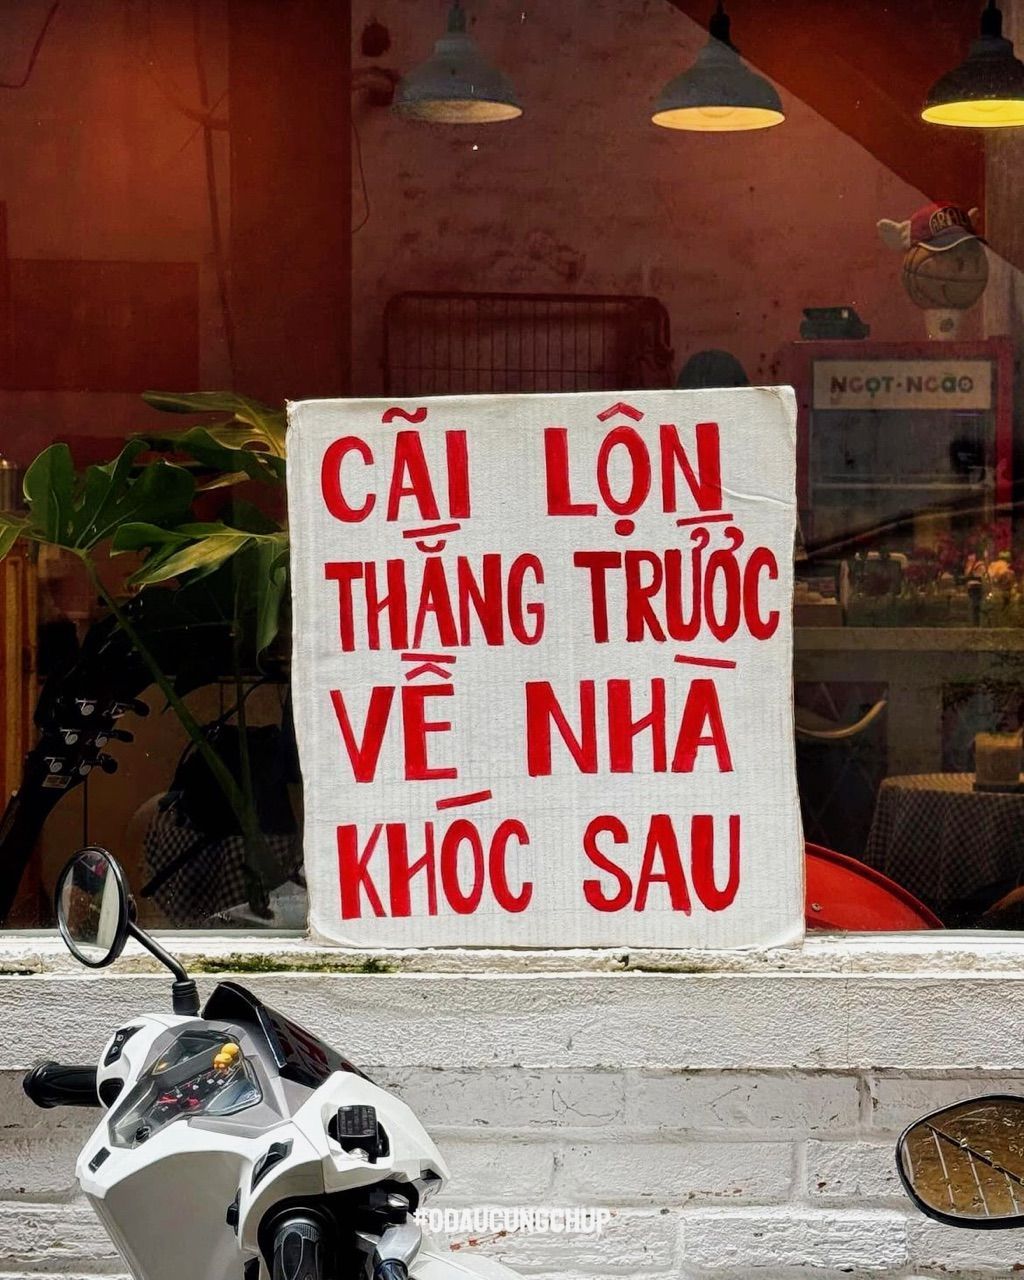 NGỌT·NGÀO
CÃI LỘN
THẮNG TRƯỚC
VỀ NHÀ
KHÓC SAU
#ODAUCUNGCHUP